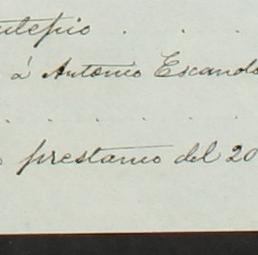 ntepio . .
á Antonio Escando
. . . . . .
prestamo del 20